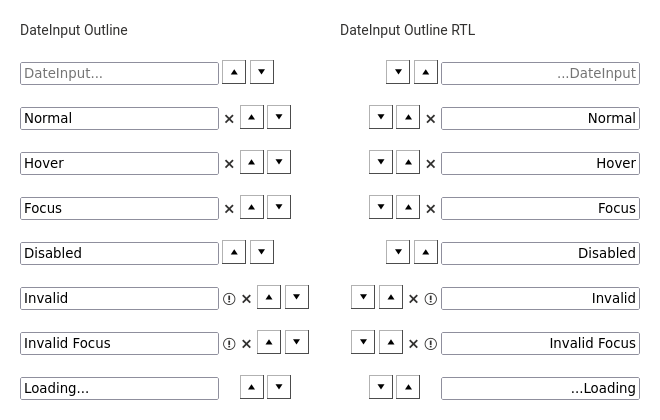 DateInput Outline
DateInput...
Normal
Hover
Focus
Disabled
Invalid
Invalid Focus
Loading...
DateInput Outline RTL
...DateInput
Normal
Hover
Focus
Disabled
Invalid
Invalid Focus
...Loading